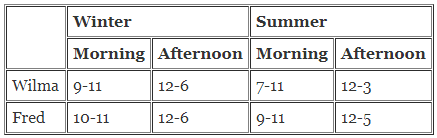 Winter Summer
Morning Afternoon Morning Afternoon
Wilma 9-11 12-6 7-11 12-3
Fred 10-11 12-6 9-11 12-5